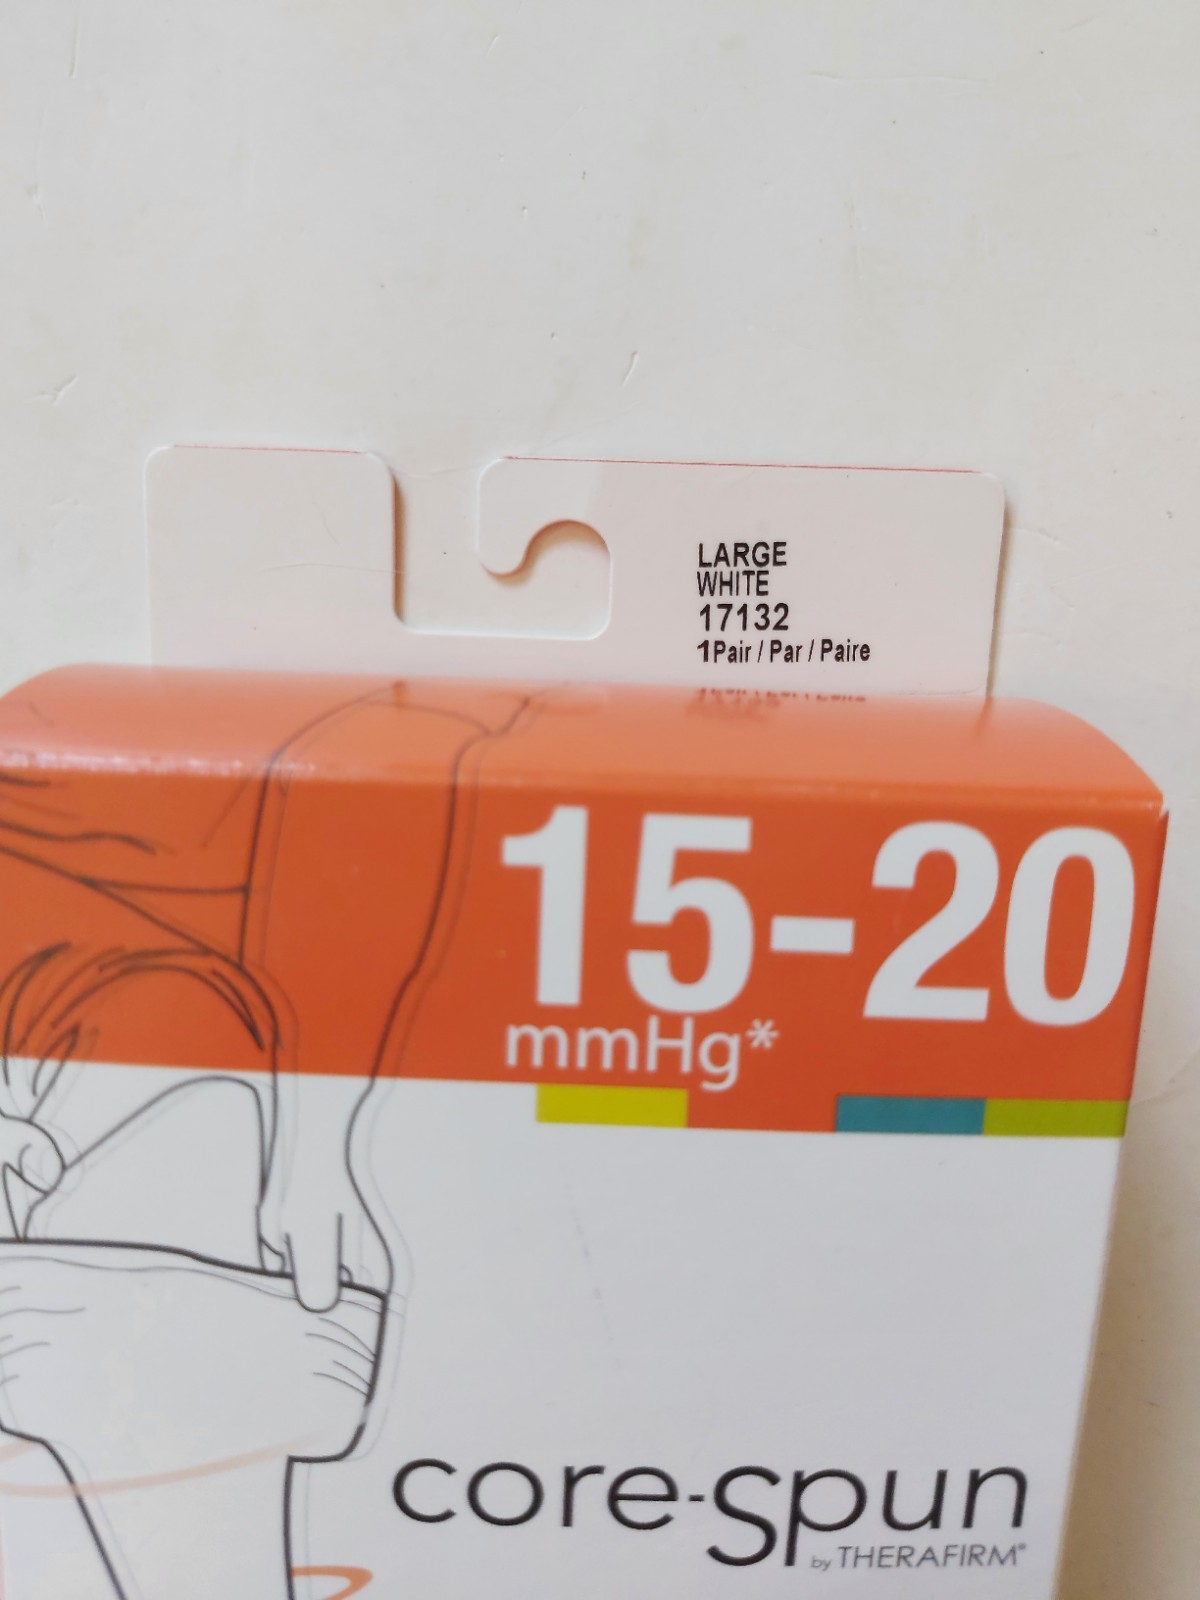 LARGE
WHITE
17132
1Pair / Par / Paire
15-20
mmHg*
core-spun
by THERAFIRM®